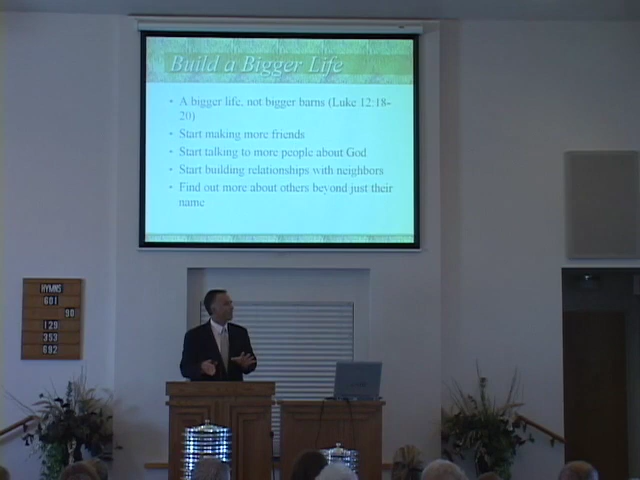 Build a Bigger Life
• A bigger life, not bigger barns (Luke 12:18-
20)
• Start making more friends
• Start talking to more people about God
• Start building relationships with neighbors
• Find out more about others beyond just their
name
HYMNS
601
90
129
353
692